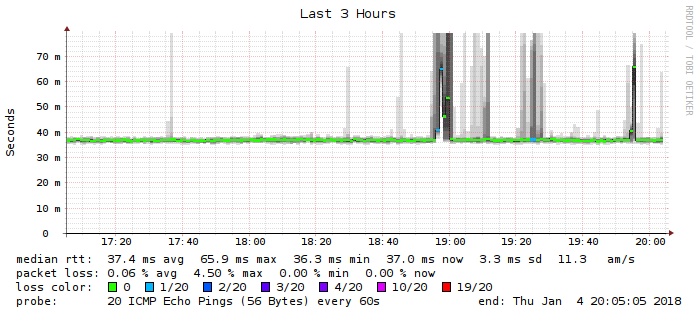 Last 3 Hours
RRDTOOL / TOBI OETIKER
Seconds
70 m
60 m
50 m
40 m
30 m
20 m
10 m
0
17:20 17:40 18:00 18:20 18:40 19:00 19:20 19:40 20:00
median rtt: 37.4 ms avg 65.9 ms max 36.3 ms min 37.0 ms now 3.3 ms sd 11.3 am/s
packet loss: 0.06 % avg 4.50 % max 0.00 % min 0.00 % now
loss color: 0 1/20 2/20 3/20 4/20 10/20 19/20
probe: 20 ICMP Echo Pings (56 Bytes) every 60s end: Thu Jan 4 20:05:05 2018